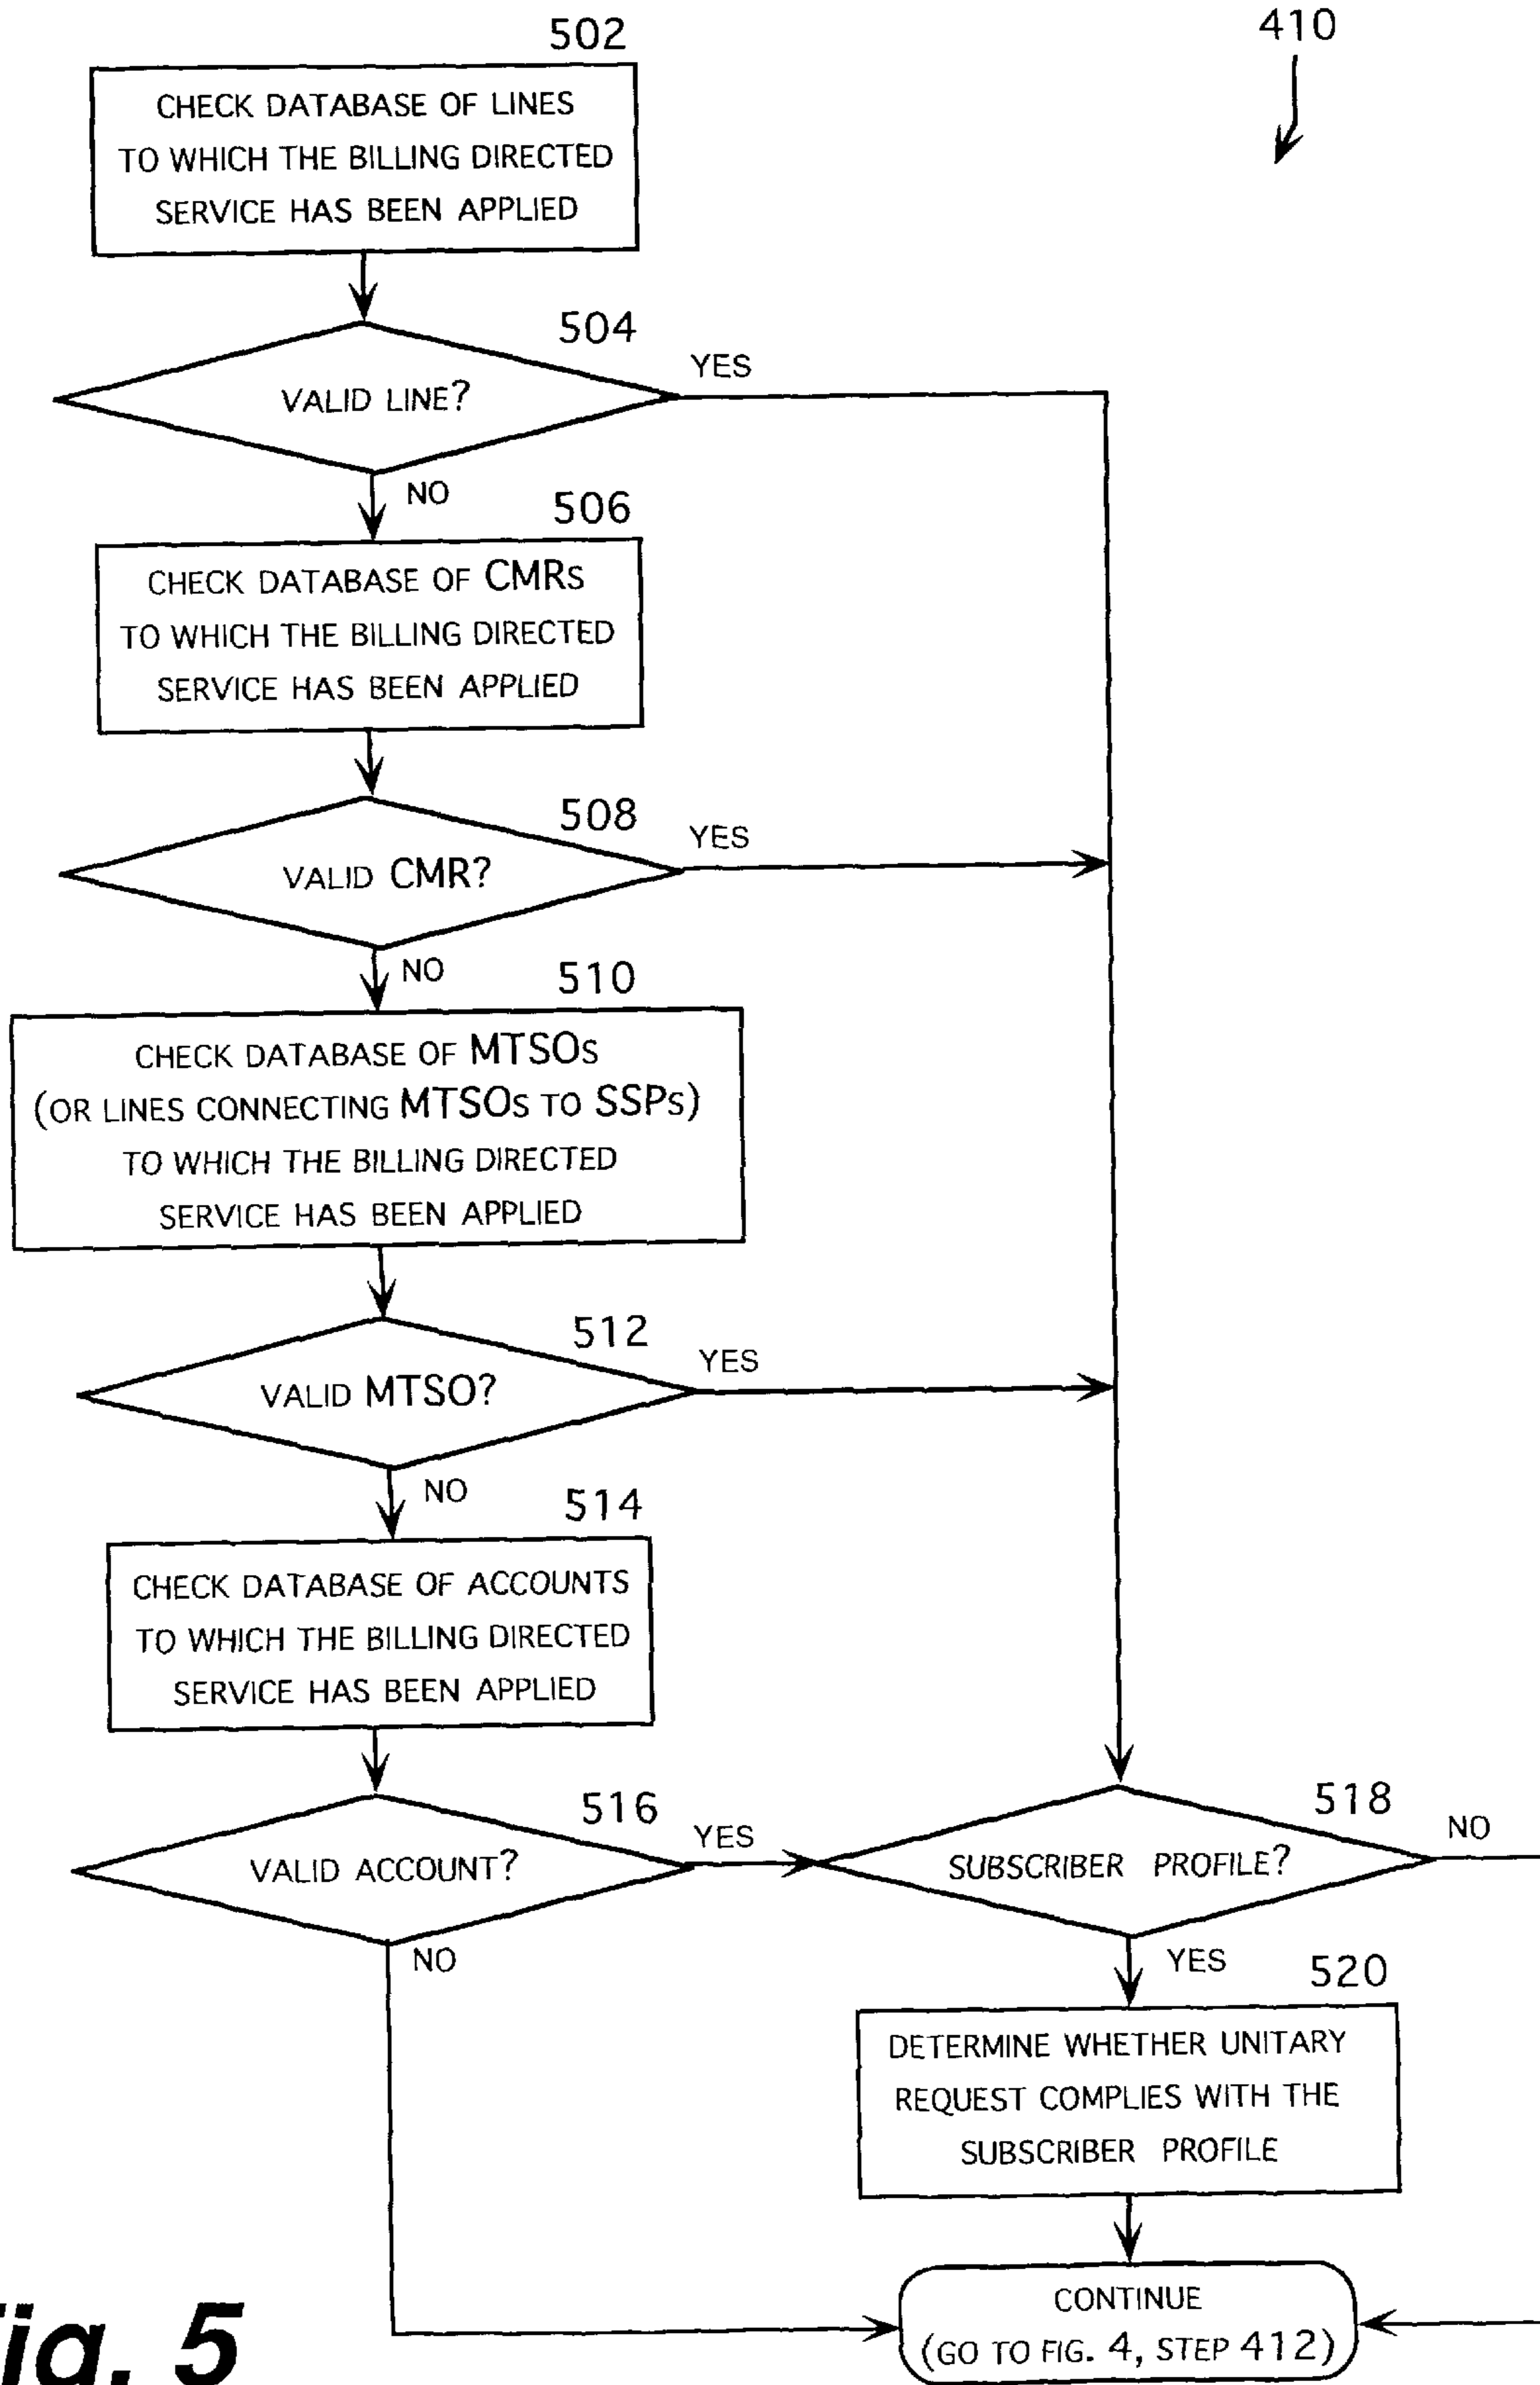 502
410
CHECK DATABASE OF LINES
TO WHICH THE BILLING DIRECTED
SERVICE HAS BEEN APPLIED
504
YES
VALID LINE?
NO
506
CHECK DATABASE OF CMRS
TO WHICH THE BILLING DIRECTED
SERVICE HAS BEEN APPLIED
508
YES
VALID CMR?
NO
510
CHECK DATABASE OF MTSOS
(OR LINES CONNECTING MTSOS TO SSPS)
TO WHICH THE BILLING DIRECTED
SERVICE HAS BEEN APPLIED
512
YES
VALID MTSO?
NO
514
CHECK DATABASE OF ACCOUNTS
TO WHICH THE BILLING DIRECTED
SERVICE HAS BEEN APPLIED
516
YES
VALID ACCOUNT?
NO
518
NO
SUBSCRIBER PROFILE?
YES
520
DETERMINE WHETHER UNITARY
REQUEST COMPLIES WITH THE
SUBSCRIBER PROFILE
CONTINUE
(GO TO FIG. 4, STEP 412)
Fig. 5